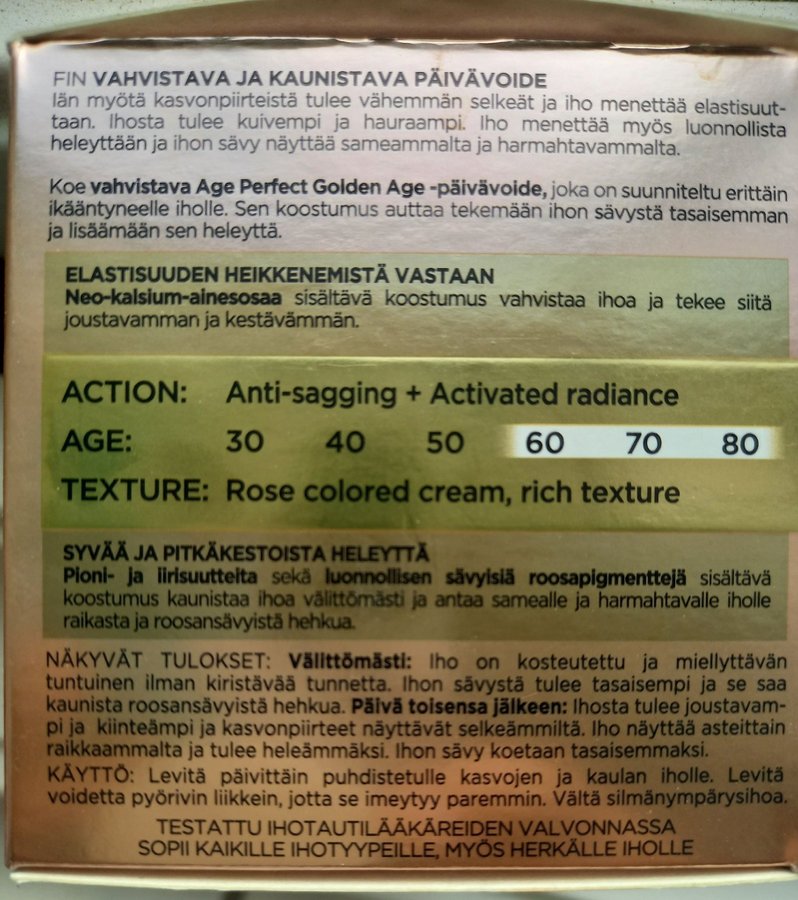 FIN VAHVISTAVA JA KAUNISTAVA PÄIVÄVOIDE
Iän myötä kasvonpiirteistä tulee vähemmän selkeät ja iho menettää elastisuut-
taan. Ihosta tulee kuivempi ja hauraampi. Iho menettää myös luonnollista
heleyttään ja ihon sävy näyttää sameammalta ja harmahtavammalta.
Koe vahvistava Age Perfect Golden Age -päivävoide, joka on suunniteltu erittäin
ikääntyneelle iholle. Sen koostumus auttaa tekemään ihon sävystä tasaisemman
ja lisäämään sen heleyttä.
ELASTISUUDEN HEIKKENEMISTÄ VASTAAN
Neo-kalsium-ainesosaa sisältävä koostumus vahvistaa ihoa ja tekee siitä
joustavamman ja kestävämmän.
ACTION: Anti-sagging + Activated radiance
AGE: 30 40 50 60 70 80
TEXTURE: Rose colored cream, rich texture
SYVÄÄ JA PITKÄKESTOISTA HELEYTTÄ
Pioni- ja iirisuutteita sekä luonnollisen sävyisiä roosapigmenttejä sisältävä
koostumus kaunistaa ihoa välittömästi ja antaa samealle ja harmahtavalle iholle
raikasta ja roosansävyistä hehkua.
NÄKYVÄT TULOKSET: Välittömästi: Iho on kosteutettu ja miellyttävän
tuntuinen ilman kiristävää tunnetta. Ihon sävystä tulee tasaisempi ja se saa
kaunista roosansävyistä hehkua. Päivä toisensa jälkeen: Ihosta tulee joustavam-
pi ja kiinteämpi ja kasvonpiirteet näyttävät selkeämmiltä. Iho näyttää asteittain
raikkaammalta ja tulee heleämmäksi. Ihon sävy koetaan tasaisemmaksi.
KÄYTTÖ: Levitä päivittäin puhdistetulle kasvojen ja kaulan iholle. Levitä
voidetta pyörivin liikkein, jotta se imeytyy paremmin. Vältä silmänympärysihoa.
TESTATTU IHOTAUTILÄÄKÄREIDEN VALVONNASSA
SOPII KAIKILLE IHOTYYPEILLE, MYÖS HERKÄLLE IHOLLE